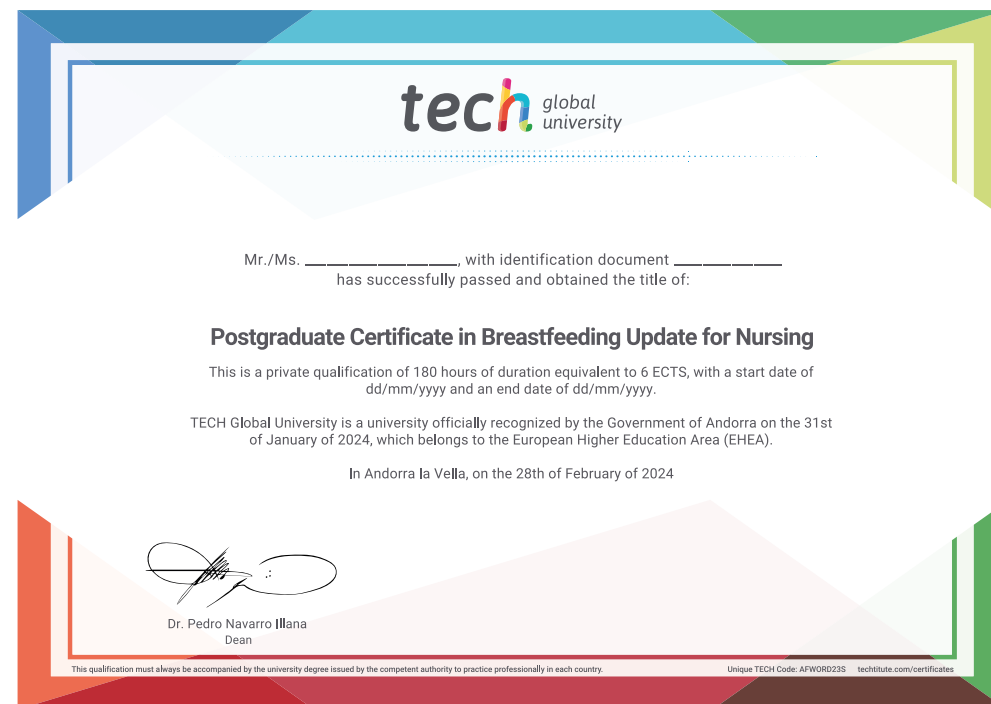 tech global university
Mr./Ms. ____________________, with identification document ______________
has successfully passed and obtained the title of:
Postgraduate Certificate in Breastfeeding Update for Nursing
This is a private qualification of 180 hours of duration equivalent to 6 ECTS, with a start date of
dd/mm/yyyy and an end date of dd/mm/yyyy.
TECH Global University is a university officially recognized by the Government of Andorra on the 31st
of January of 2024, which belongs to the European Higher Education Area (EHEA).
In Andorra la Vella, on the 28th of February of 2024
Dr. Pedro Navarro Illana
Dean
This qualification must always be accompanied by the university degree issued by the competent authority to practice professionally in each country.
Unique TECH Code: AFWORD23S techtitute.com/certificates